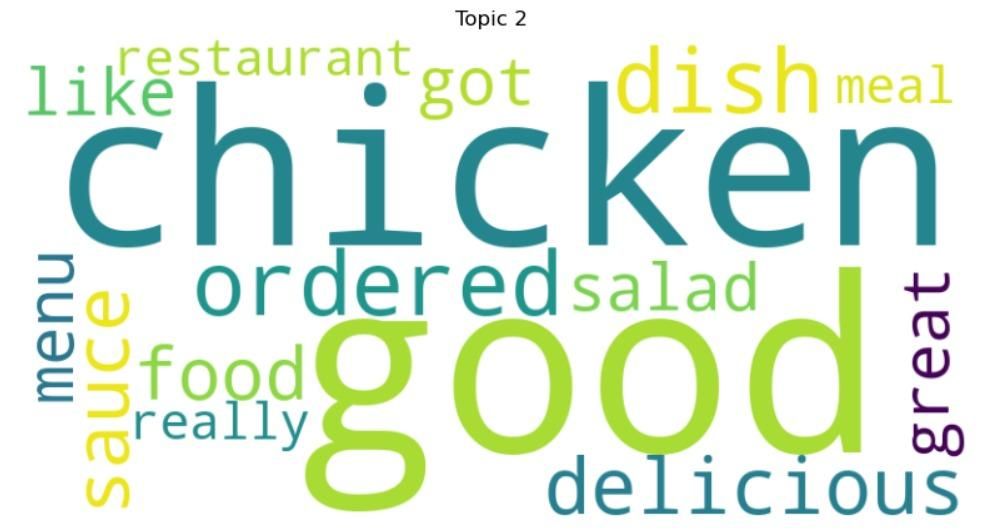 Topic 2
restaurant
like
got
dish
meal
chicken
menu
ordered
salad
great
sauce
food
good
really
delicious